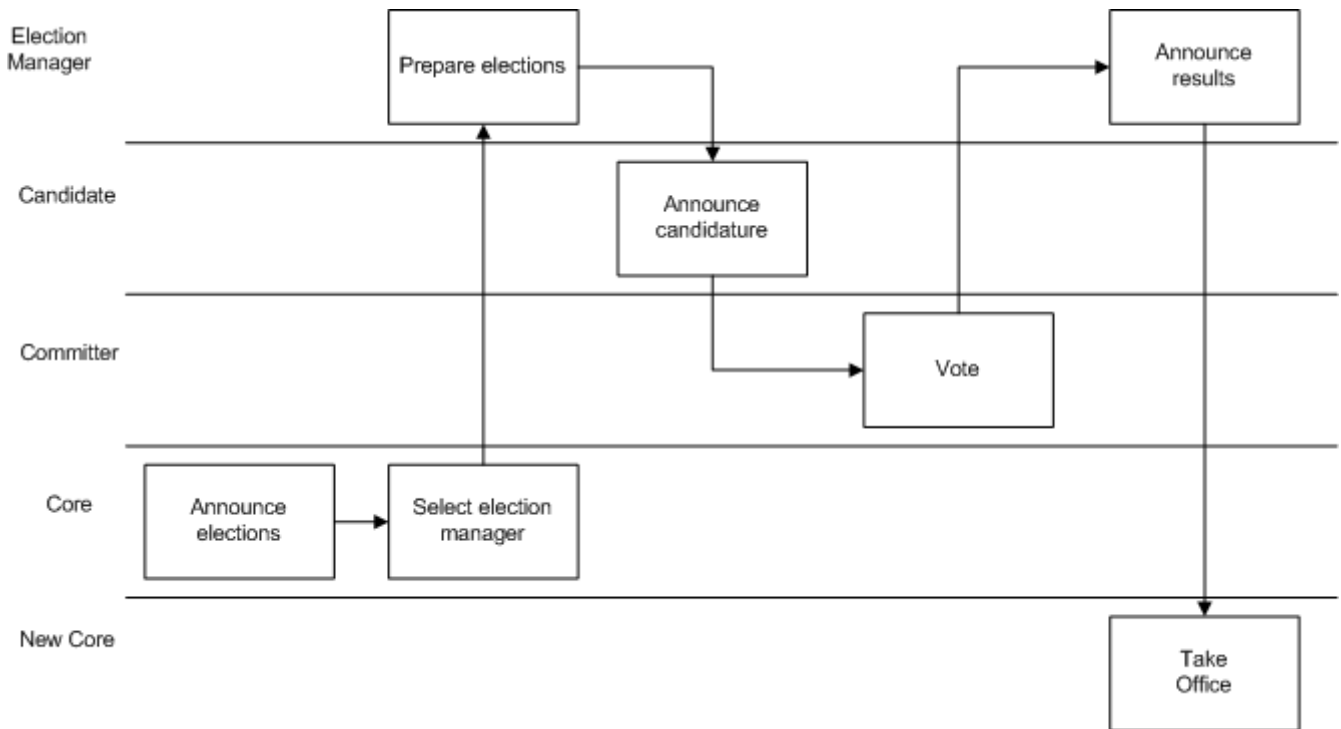 Election
Manager
Prepare elections
Announce
results
Candidate
Announce
candidature
Committer
Vote
Core
Announce
elections
Select election
manager
New Core
Take
Office